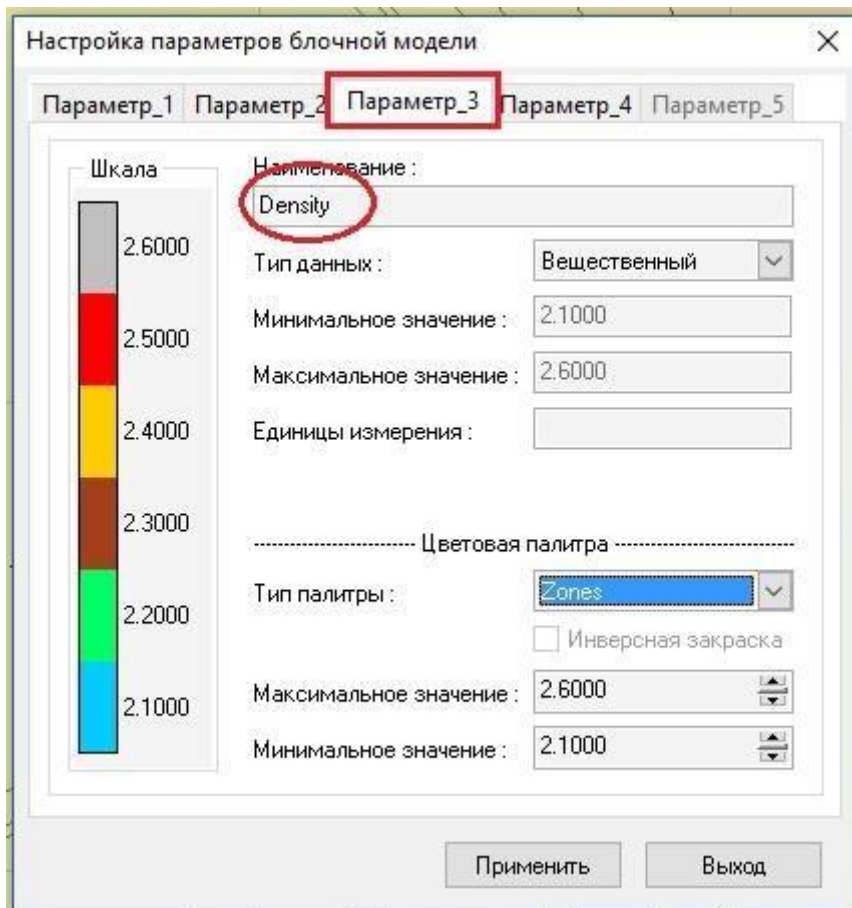 Настройка параметров блочной модели
Параметр_1 Параметр_2 Параметр_3 Параметр_4 Параметр_5
Шкала
2.6000
2.5000
2.4000
2.3000
2.2000
2.1000
Наименование :
Density
Тип данных : Вещественный
Минимальное значение : 2.1000
Максимальное значение : 2.6000
Единицы измерения :
Цветовая палитра
Тип палитры : Zones
Инверсная закраска
Максимальное значение : 2.6000
Минимальное значение : 2.1000
Применить Выход